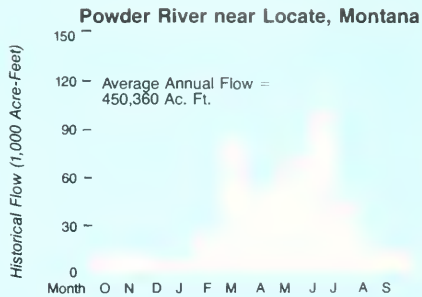 Powder River near Locate, Montana
Historical Flow (1,000 Acre-Feet)
150
120
Average Annual Flow =
450,360 Ac. Ft.
90
60
30
0
Month O N D J F M A M J J A S